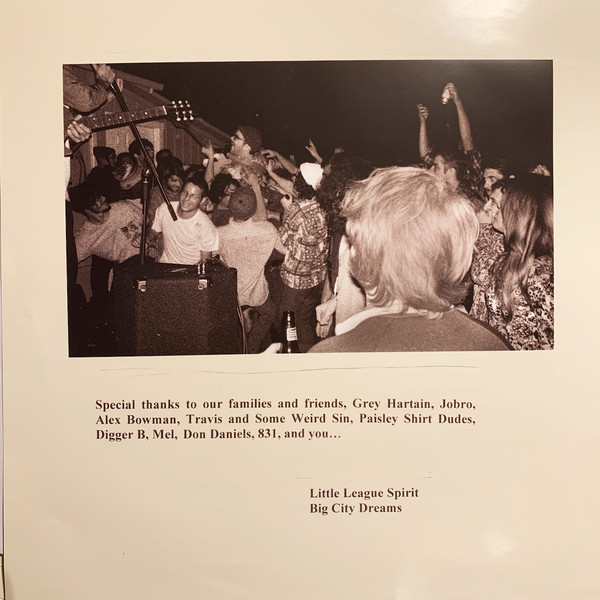 Special thanks to our families and friends, Grey Hartain, Jobro,
Alex Bowman, Travis and Some Weird Sin, Paisley Shirt Dudes,
Digger B, Mel, Don Daniels, 831, and you…
Little League Spirit
Big City Dreams